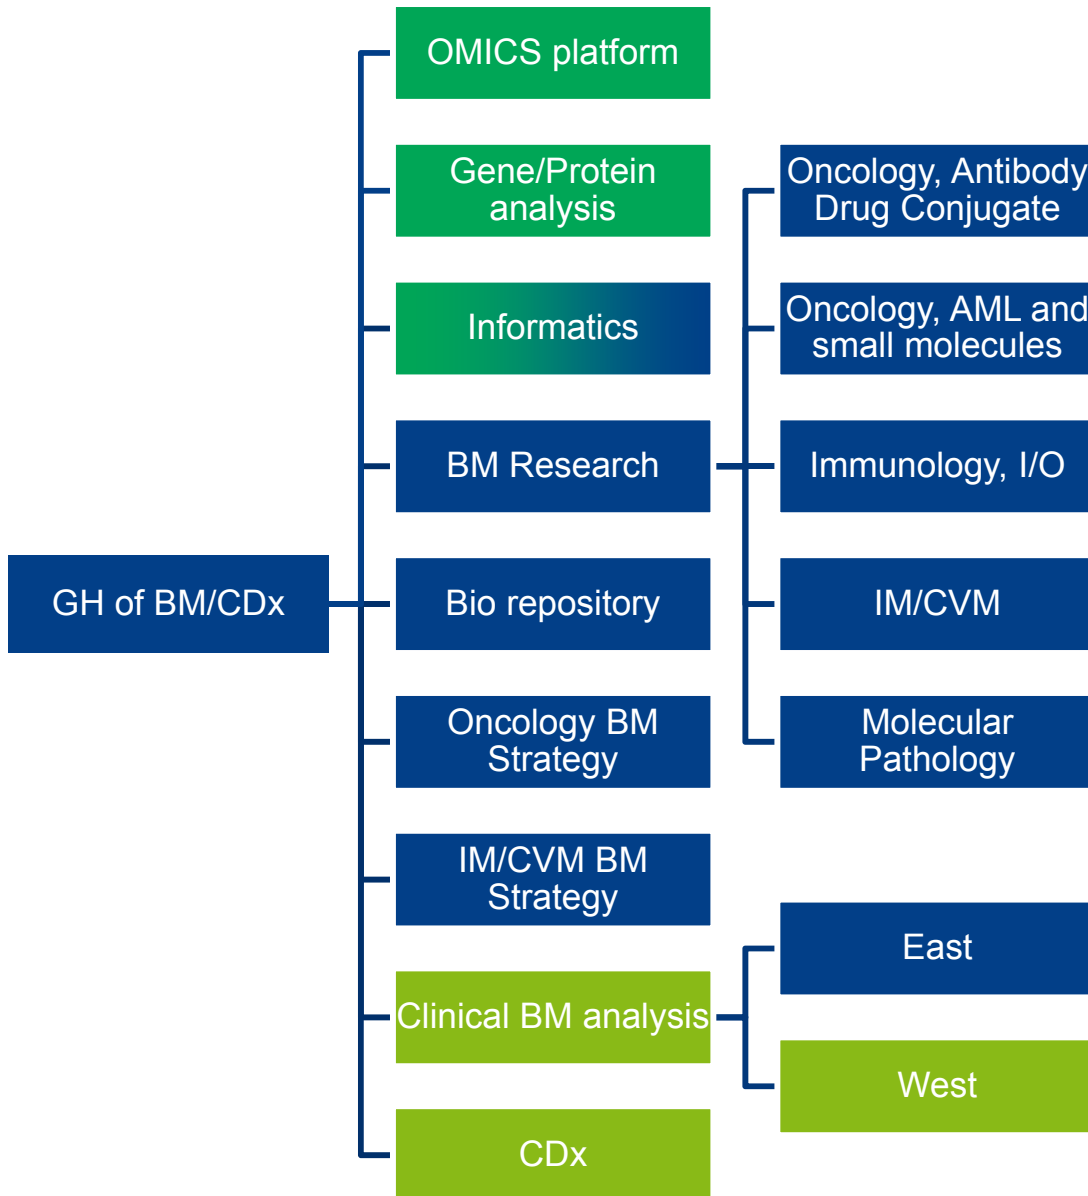 OMICS platform
Gene/Protein
analysis
Informatics
BM Research
Bio repository
Oncology BM
Strategy
IM/CVM BM
Strategy
Clinical BM analysis
CDx
GH of BM/CDx
Oncology, Antibody
Drug Conjugate
Oncology, AML and
small molecules
Immunology, I/O
IM/CVM
Molecular
Pathology
East
West